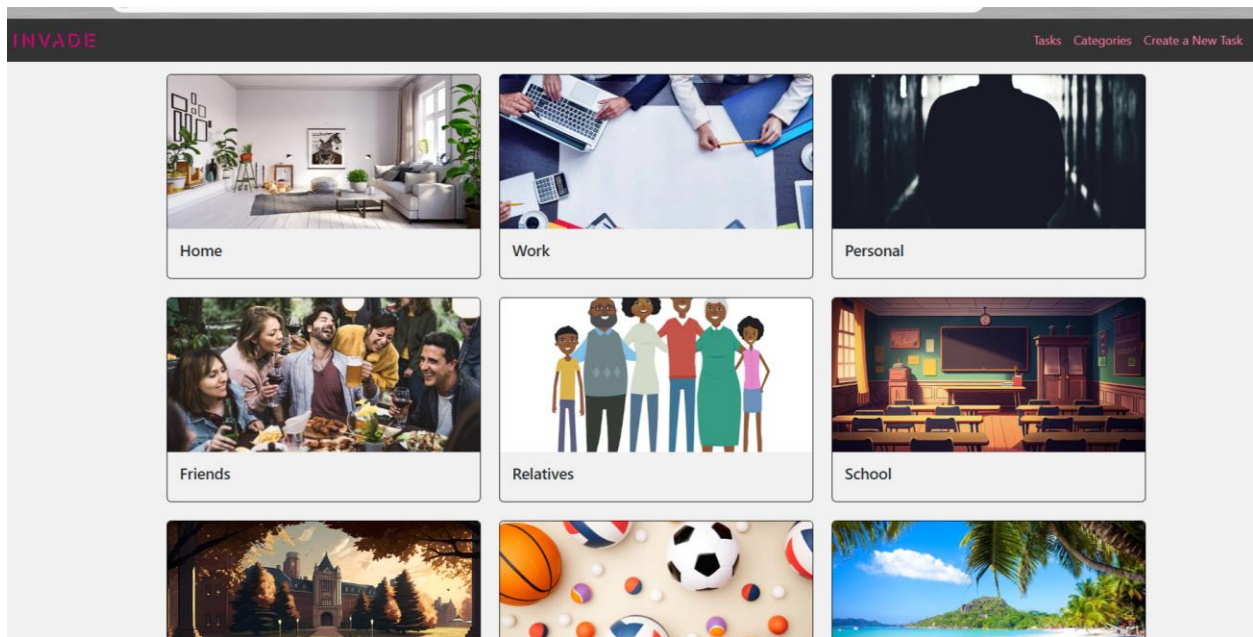 INVADE
Tasks Categories Create a New Task
Home
Work
Personal
Friends
Relatives
School